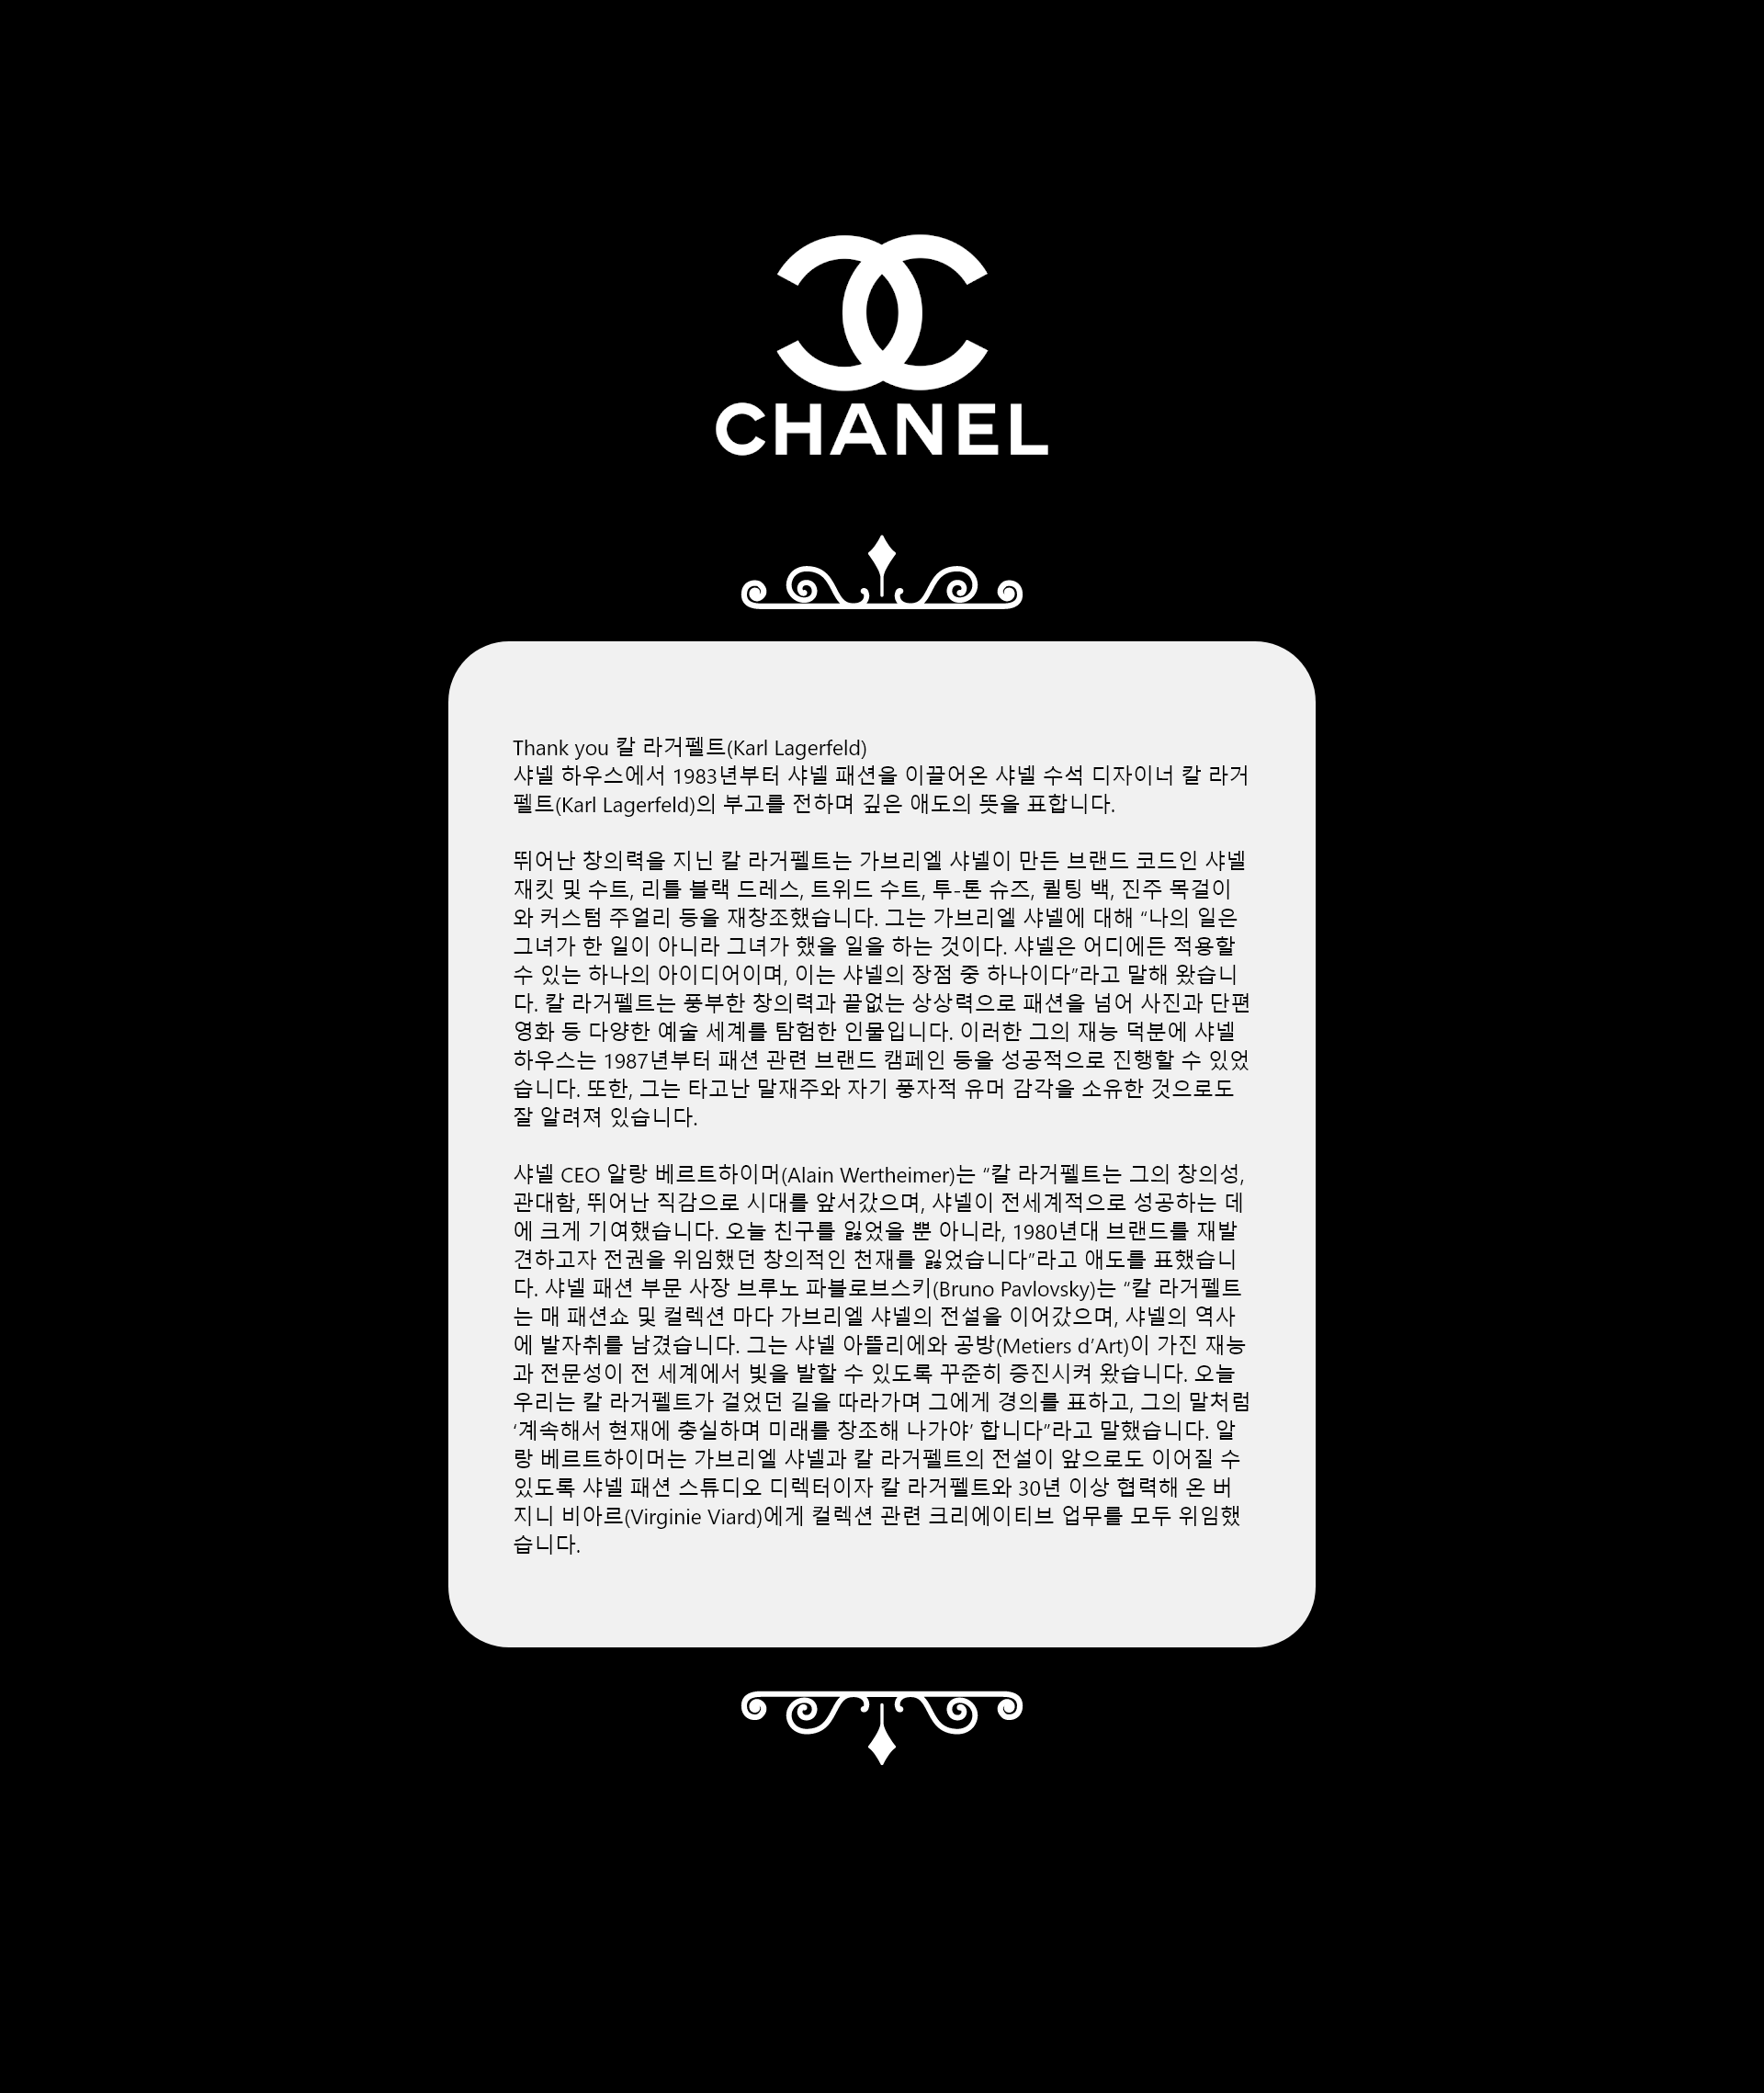 CHANEL
Thank you 칼 라거펠트(Karl Lagerfeld)
샤넬 하우스에서 1983년부터 샤넬 패션을 이끌어온 샤넬 수석 디자이너 칼 라거
펠트(Karl Lagerfeld)의 부고를 전하며 깊은 애도의 뜻을 표합니다.
뛰어난 창의력을 지닌 칼 라거펠트는 가브리엘 샤넬이 만든 브랜드 코드인 샤넬
재킷 및 수트, 리틀 블랙 드레스, 트위드 수트, 투-톤 슈즈, 퀼팅 백, 진주 목걸이
와 커스텀 주얼리 등을 재창조했습니다. 그는 가브리엘 샤넬에 대해 “나의 일은
그녀가 한 일이 아니라 그녀가 했을 일을 하는 것이다. 샤넬은 어디에든 적용할
수 있는 하나의 아이디어이며, 이는 샤넬의 장점 중 하나이다”라고 말해 왔습니
다. 칼 라거펠트는 풍부한 창의력과 끝없는 상상력으로 패션을 넘어 사진과 단편
영화 등 다양한 예술 세계를 탐험한 인물입니다. 이러한 그의 재능 덕분에 샤넬
하우스는 1987년부터 패션 관련 브랜드 캠페인 등을 성공적으로 진행할 수 있었
습니다. 또한, 그는 타고난 말재주와 자기 풍자적 유머 감각을 소유한 것으로도
잘 알려져 있습니다.
샤넬 CEO 알랑 베르트하이머(Alain Wertheimer)는 “칼 라거펠트는 그의 창의성,
관대함, 뛰어난 직감으로 시대를 앞서갔으며, 샤넬이 전세계적으로 성공하는 데
에 크게 기여했습니다. 오늘 친구를 잃었을 뿐 아니라, 1980년대 브랜드를 재발
견하고자 전권을 위임했던 창의적인 천재를 잃었습니다”라고 애도를 표했습니
다. 샤넬 패션 부문 사장 브루노 파블로브스키(Bruno Pavlovsky)는 “칼 라거펠트
는 매 패션쇼 및 컬렉션 마다 가브리엘 샤넬의 전설을 이어갔으며, 샤넬의 역사
에 발자취를 남겼습니다. 그는 샤넬 아뜰리에와 공방(Metiers d’Art)이 가진 재능
과 전문성이 전 세계에서 빛을 발할 수 있도록 꾸준히 증진시켜 왔습니다. 오늘
우리는 칼 라거펠트가 걸었던 길을 따라가며 그에게 경의를 표하고, 그의 말처럼
‘계속해서 현재에 충실하며 미래를 창조해 나가야’ 합니다”라고 말했습니다. 알
랑 베르트하이머는 가브리엘 샤넬과 칼 라거펠트의 전설이 앞으로도 이어질 수
있도록 샤넬 패션 스튜디오 디렉터이자 칼 라거펠트와 30년 이상 협력해 온 버
지니 비아르(Virginie Viard)에게 컬렉션 관련 크리에이티브 업무를 모두 위임했
습니다.